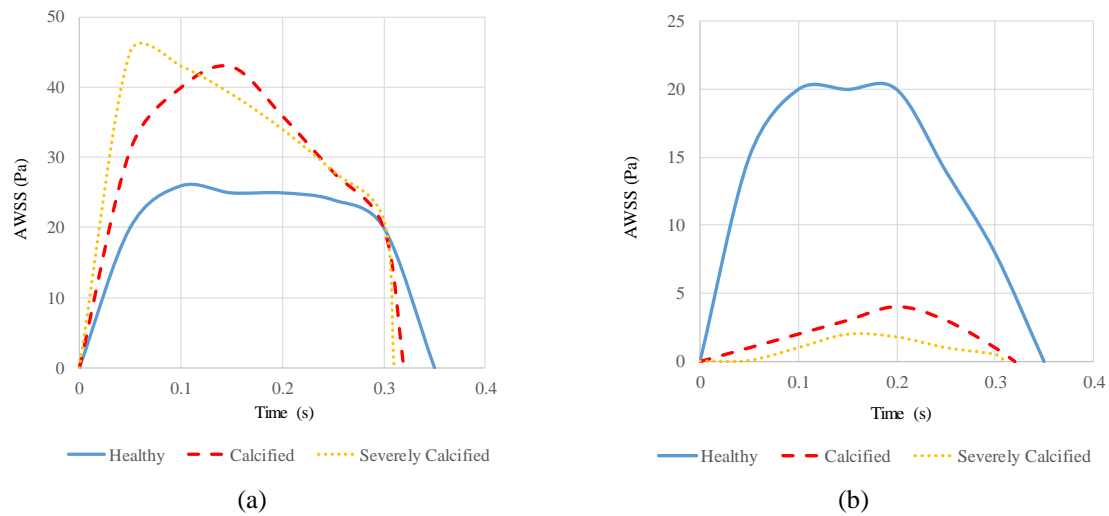 50
40
30
20
10
0
AWSS (Pa)
0 0.1 0.2 0.3 0.4
Time (s)
Healthy Calcified Severely Calcified
(a)
25
20
15
10
5
0
AWSS (Pa)
0 0.1 0.2 0.3 0.4
Time (s)
Healthy Calcified Severely Calcified
(b)